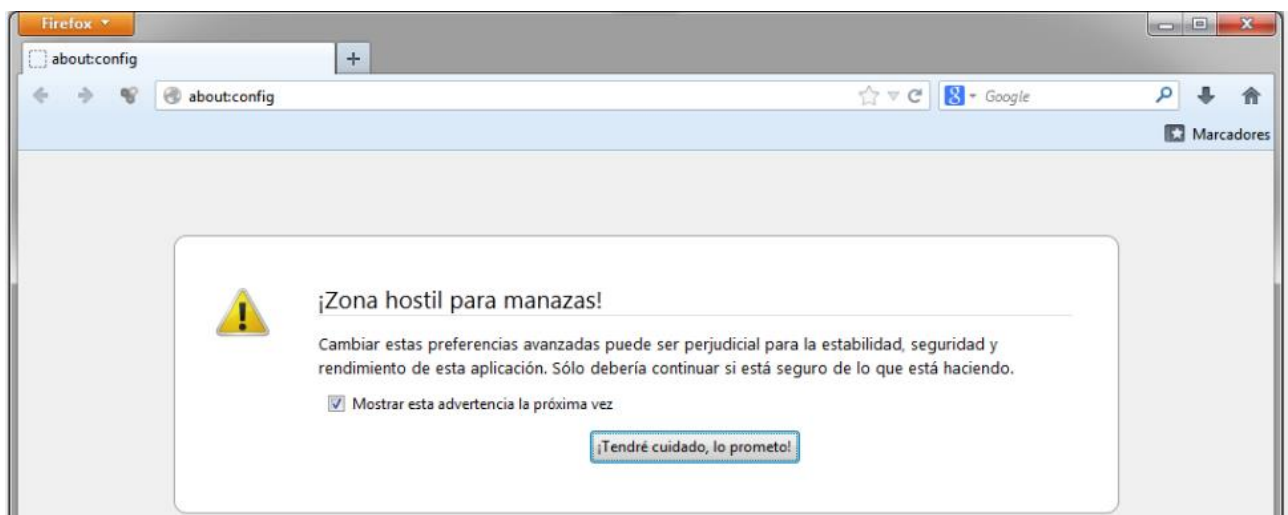 Firefox
about:config
about:config
Google
Marcadores
¡Zona hostil para manazas!
Cambiar estas preferencias avanzadas puede ser perjudicial para la estabilidad, seguridad y
rendimiento de esta aplicación. Sólo debería continuar si está seguro de lo que está haciendo.
Mostrar esta advertencia la próxima vez
¡Tendré cuidado, lo prometo!